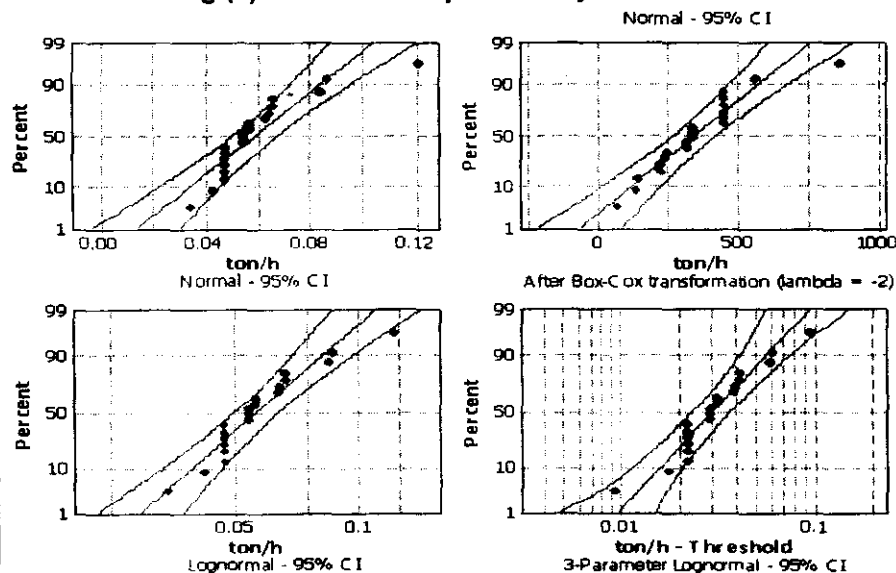 Normal - 95% CI
99
90
50
10
1
Percent
0.00
0.04
0.08
0.12
ton/h
Normal - 95% CI
99
90
50
10
1
Percent
0
500
1000
ton/h
After Box-Cox transformation (lambda = -2)
99
90
50
10
1
Percent
0.05
0.1
ton/h
Lognormal - 95% CI
99
90
50
10
1
Percent
0.01
0.1
ton/h - Threshold
3-Parameter Lognormal - 95% CI